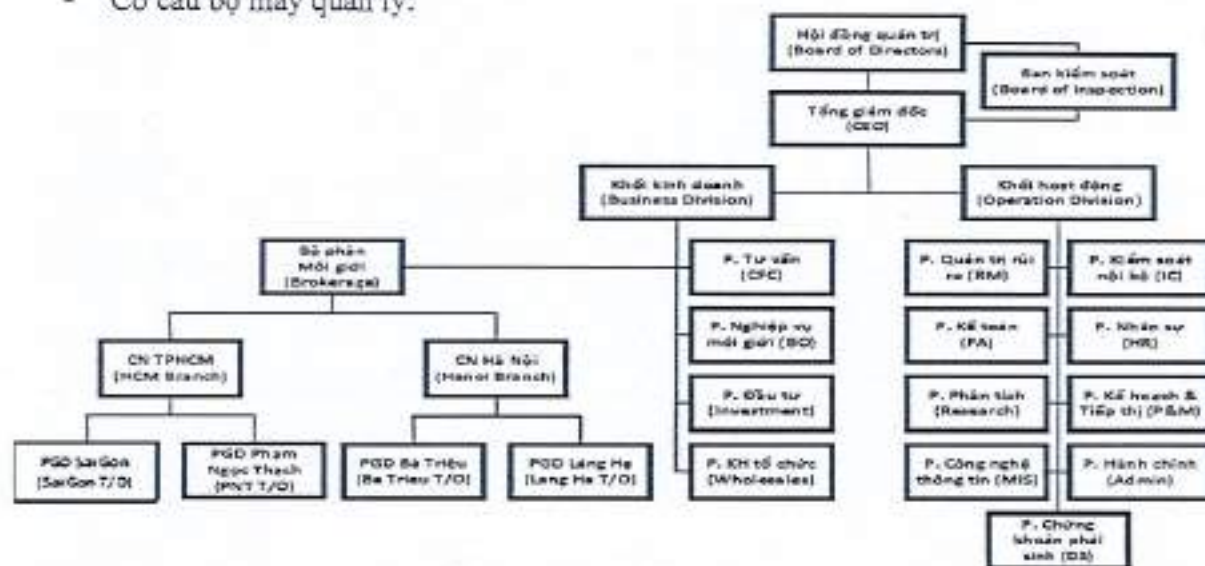 Cơ cấu bộ máy quản lý:
Hội đồng quản trị
(Board of Directors)
Ban kiểm soát
(Board of Inspection)
Tổng giám đốc
(CEO)
Khối kinh doanh
(Business Division)
Khối hoạt động
(Operation Division)
Bộ phận
Môi giới
(Brokerage)
P. Tư vấn
(CFC)
P. Quản trị rủi
ro (RM)
P. Kiểm soát
nội bộ (IC)
P. Nghiệp vụ
môi giới (BO)
P. Kế toán
(FA)
P. Nhân sự
(HR)
CN TPHCM
(HCM Branch)
CN Hà Nội
(Hanoi Branch)
P. Đầu tư
(Investment)
P. Phân tích
(Research)
P. Kế hoạch &
Tiếp thị (P&M)
PGD SaiGon
(SaiGon T/O)
PGD Phạm
Ngọc Thạch
(PNT T/O)
PGD Bà Triệu
(Ba Trieu T/O)
PGD Láng Hạ
(Lang Ha T/O)
P. KH tổ chức
(Wholesales)
P. Công nghệ
thông tin (MIS)
P. Hành chính
(Admin)
P. Chứng
khoán phái
sinh (DS)